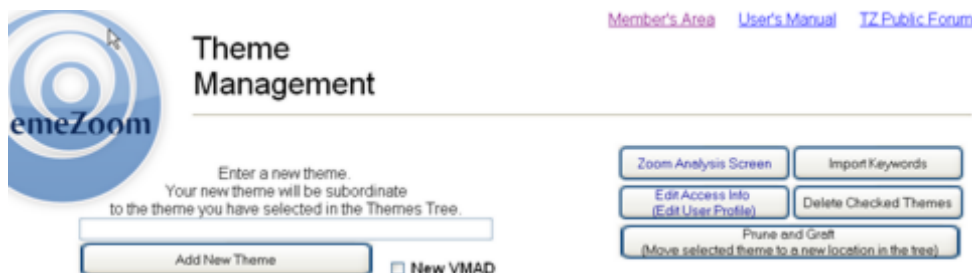 Member's Area User's Manual TZ Public Forum
Theme
Management
emeZoom
Enter a new theme.
Your new theme will be subordinate
to the theme you have selected in the Themes Tree.
Add New Theme
New VMAD
Zoom Analysis Screen Import Keywords
Edit Access Info
(Edit User Profile)
Delete Checked Themes
Prune and Graft
(Move selected theme to a new location in the tree)